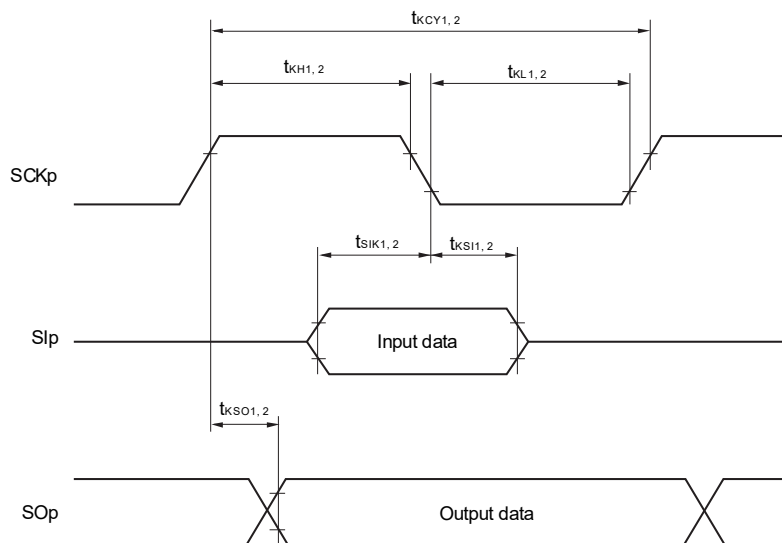 tKCY1, 2
tKH1, 2
tKL1, 2
SCKp
tSIK1, 2
tKSI1, 2
SIp
Input data
tKSO1, 2
SOp
Output data